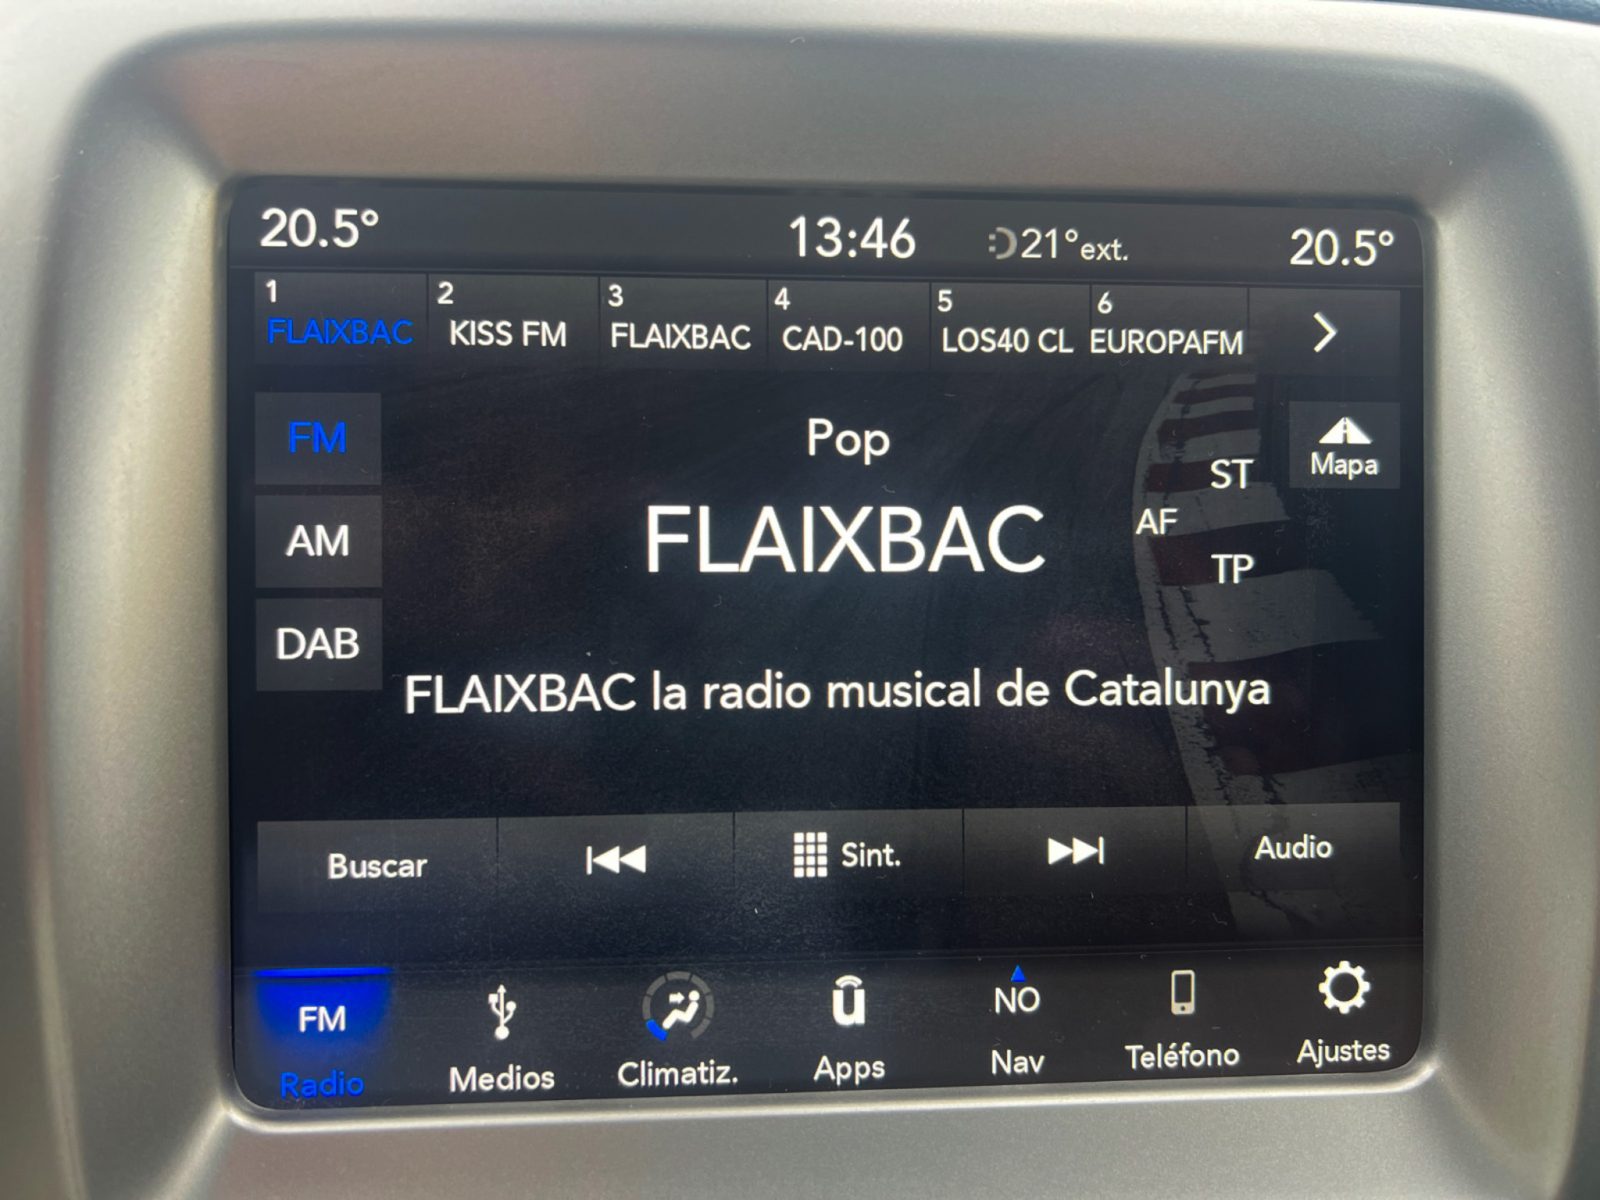 20.5° 13:46 21°ext. 20.5°
1 2 3 4 5 6
FLAIXBAC KISS FM FLAIXBAC CAD-100 LOS40 CL EUROPAFM
FM Pop Mapa
ST
AM FLAIXBAC AF
TP
DAB
FLAIXBAC la radio musical de Catalunya
Buscar Sint. Audio
FM NO
Radio Medios Climatiz. Apps Nav Teléfono Ajustes